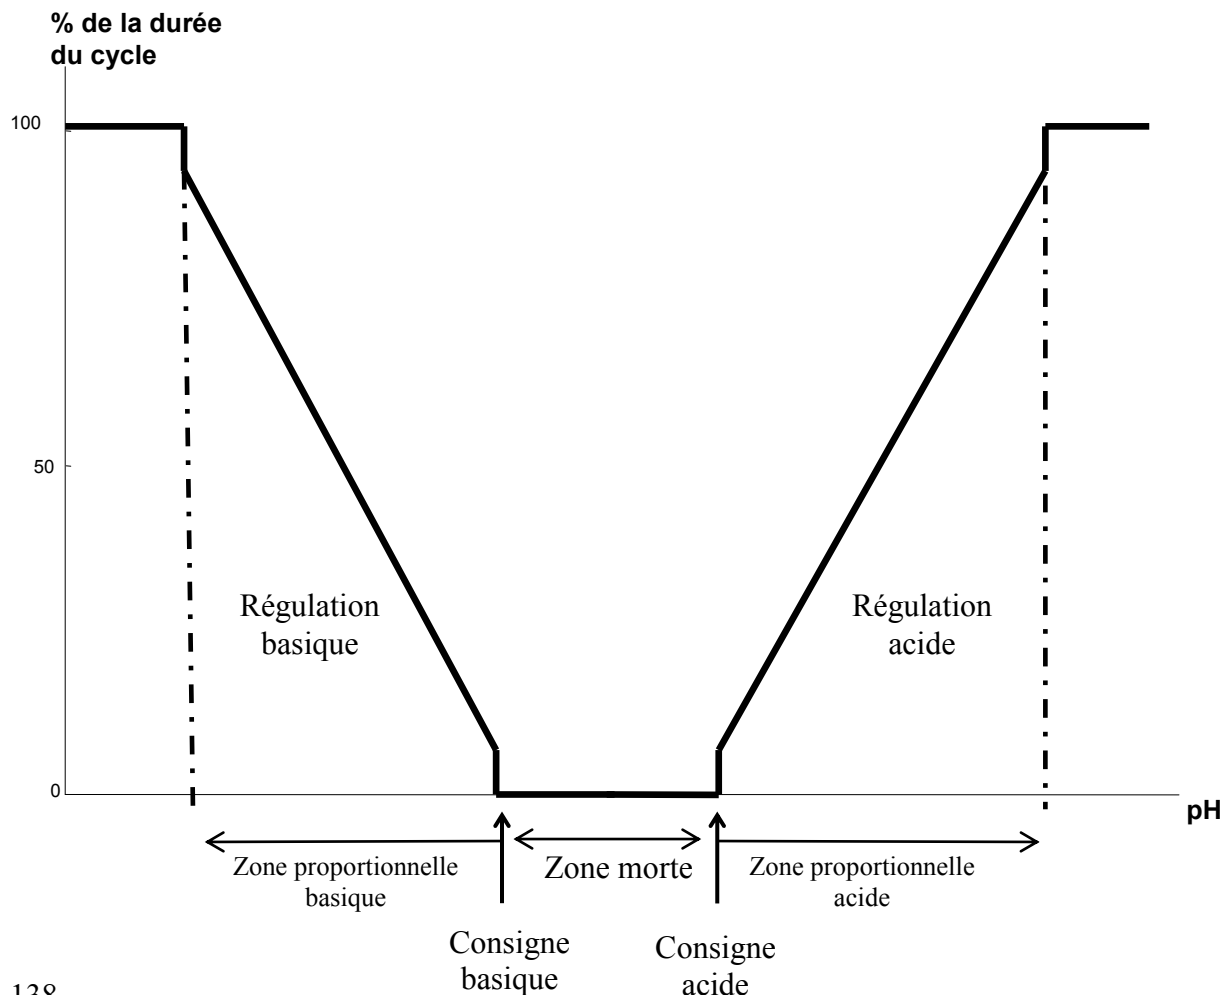 % de la durée
du cycle
100
50
0
Régulation
basique
Régulation
acide
pH
Zone proportionnelle
basique
Zone morte
Zone proportionnelle
acide
Consigne
basique
Consigne
acide
138